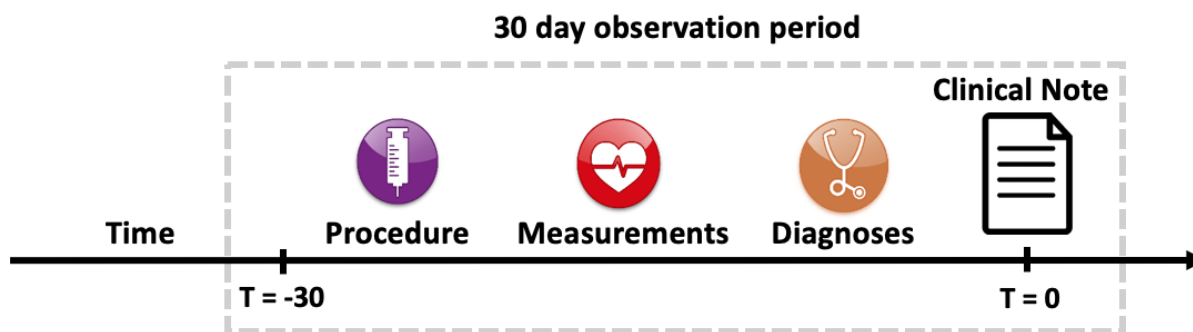 30 day observation period
Clinical Note
Time
Procedure
Measurements
Diagnoses
T = -30
T = 0